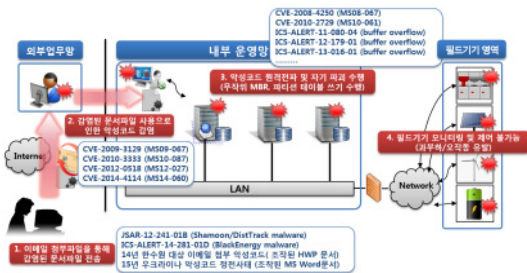 CVE-2008-4250 (MS08-067)
CVE-2010-2729 (MS10-061)
ICS-ALERT-11-080-04 (buffer overflow)
ICS-ALERT-12-179-01 (buffer overflow)
ICS-ALERT-13-016-01 (buffer overflow)
........
외부업무망
내부 운영망
필드기기 영역
3. 악성코드 원격전파 및 자기 파괴 수행
(무작위 MBR, 파티션 테이블 쓰기 수행)
2. 감염된 문서파일 사용으로
인한 악성코드 감염
CVE-2009-3129 (MS09-067)
CVE-2010-3333 (MS10-087)
CVE-2012-0518 (MS12-027)
CVE-2014-4114 (MS14-060)
Internet
4. 필드기기 모니터링 및 제어 불가능
(과부하/오작동 유발)
LAN
Network
1. 이메일 첨부파일을 통해
감염된 문서파일 전송
JSAR-12-241-01B (Shamoon/DistTrack malware)
ICS-ALERT-14-281-01D (BlackEnergy malware)
14년 한수원 대상 이메일 첨부 악성코드( 조작된 HWP 문서)
15년 우크라이나 악성코드 정전사태 (조작된 MS Word문서)